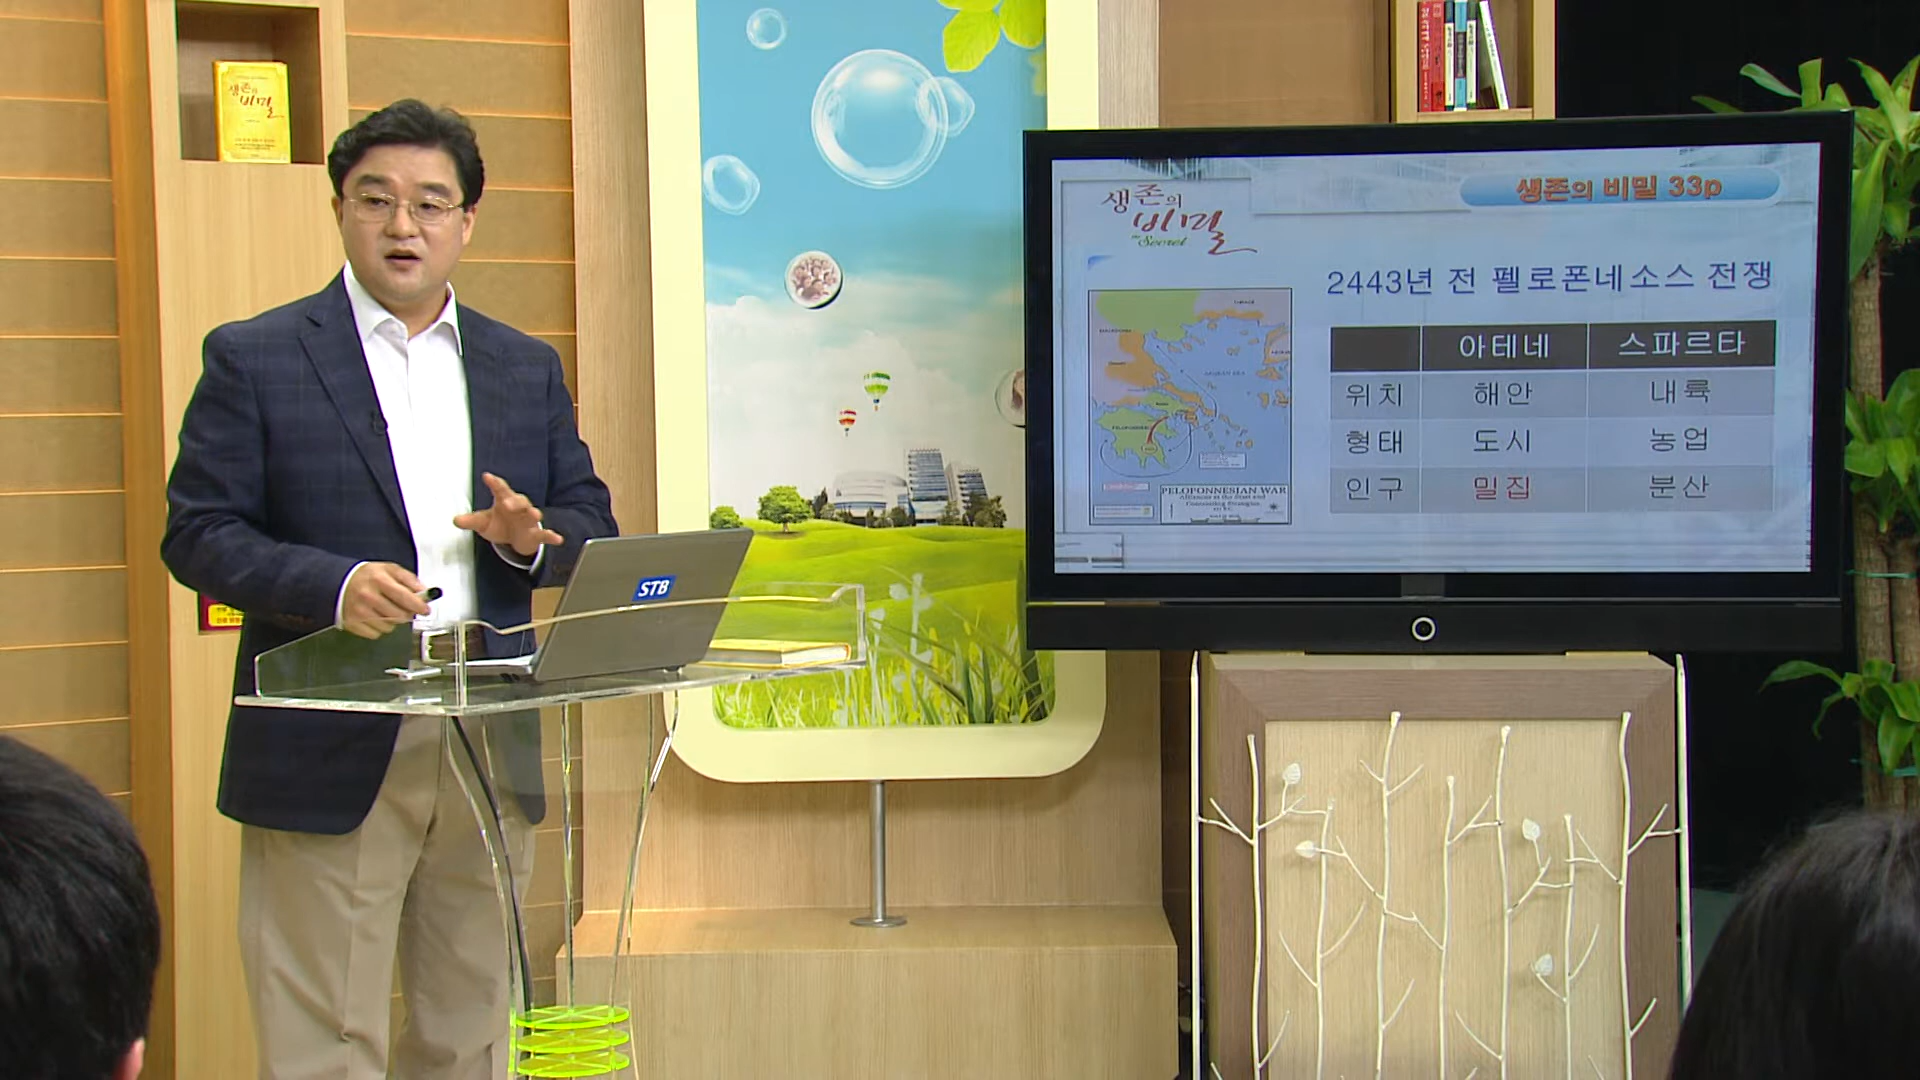 생존의
비밀
STB
생존의 비밀 33p
생존의
비밀
the Secret
2443년 전 펠로폰네소스 전쟁
아테네 스파르타
위치 해안 내륙
형태 도시 농업
인구 밀집 분산
PELOPONNESIAN WAR